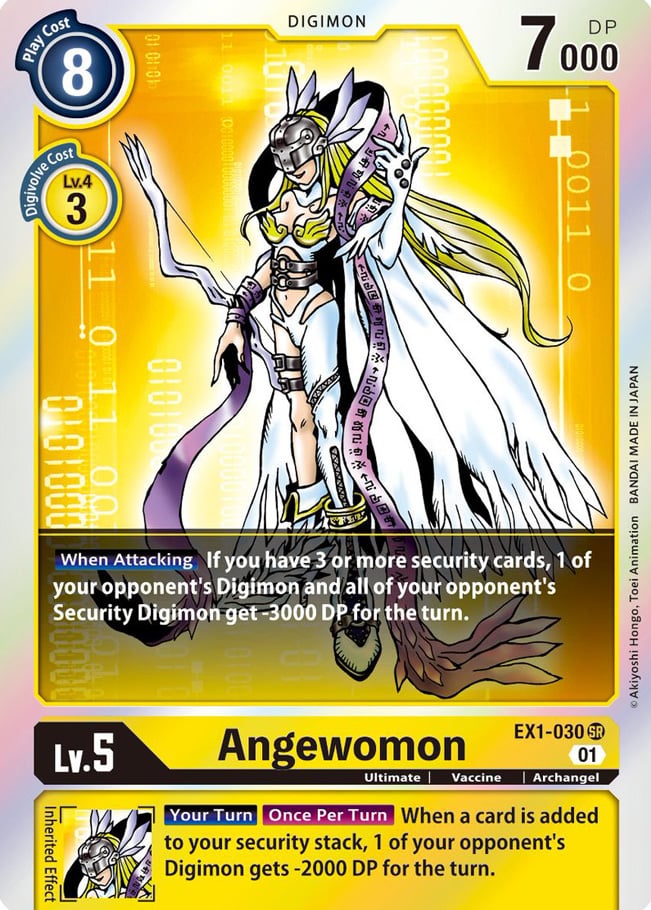 DIGIMON
Play Cost
8
7000
DP
Digivolve Cost
Lv.4
3
When Attacking If you have 3 or more security cards, 1 of
your opponent's Digimon and all of your opponent's
Security Digimon get -3000 DP for the turn.
© Akiyoshi Hongo, Toei Animation BANDAI MADE IN JAPAN
Lv.5
Angewomon
EX1-030 SR
01
Ultimate | Vaccine | Archangel
Inherited Effect
Your Turn Once Per Turn When a card is added
to your security stack, 1 of your opponent's
Digimon gets -2000 DP for the turn.